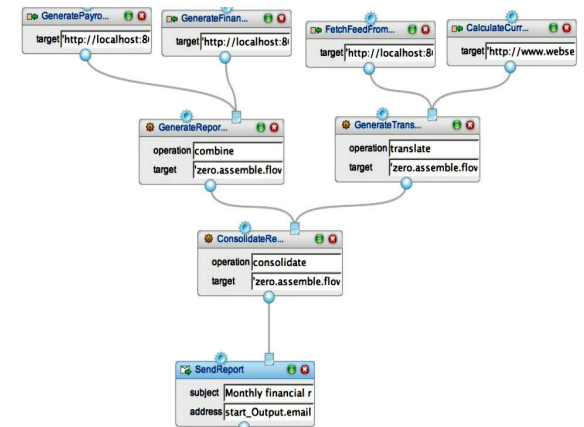 GeneratePayro...
GenerateFinan...
target "http://localhost:8
target "http://localhost:8
FetchFeedFrom...
CalculateCurr...
target "http://localhost:8
target "http://www.webse
GenerateRepor...
operation combine
target 'zero.assemble.flov
GenerateTrans...
operation translate
target 'zero.assemble.flov
ConsolidateRe...
operation consolidate
target 'zero.assemble.flov
SendReport
subject Monthly financial r
address start_Output.email